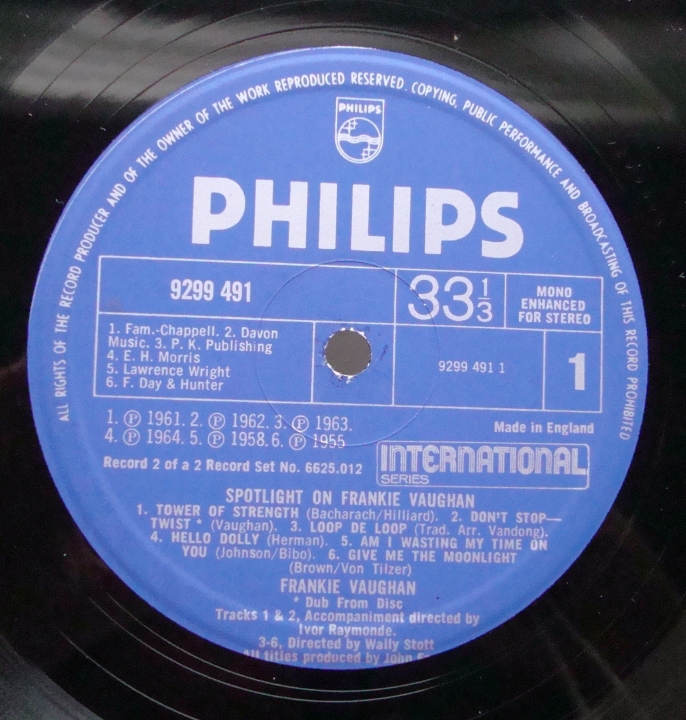 ALL RIGHTS OF THE RECORD PRODUCER AND OF THE OWNER OF THE WORK REPRODUCED RESERVED. COPYING, PUBLIC PERFORMANCE AND BROADCASTING OF THIS RECORD PROHIBITED
PHILIPS
PHILIPS
9299 491
33 1/3
MONO
ENHANCED
FOR STEREO
1. Fam.-Chappell. 2. Davon
Music. 3. P. K. Publishing
4. E. H. Morris
5. Lawrence Wright
6. F. Day & Hunter
9299 491 1
1
1. ℗ 1961. 2. ℗ 1962. 3. ℗ 1963.
4. ℗ 1964. 5. ℗ 1958. 6. ℗ 1955
Made in England
Record 2 of a 2 Record Set No. 6625.012
INTERNATIONAL
SERIES
SPOTLIGHT ON FRANKIE VAUGHAN
1. TOWER OF STRENGTH (Bacharach/Hilliard). 2. DON'T STOP—
TWIST * (Vaughan). 3. LOOP DE LOOP (Trad. Arr. Vandong).
4. HELLO DOLLY (Herman). 5. AM I WASTING MY TIME ON
YOU (Johnson/Bibo). 6. GIVE ME THE MOONLIGHT
(Brown/Von Tilzer)
FRANKIE VAUGHAN
* Dub From Disc
Tracks 1 & 2, Accompaniment directed by
Ivor Raymonde.
3-6, Directed by Wally Stott
All titles produced by John